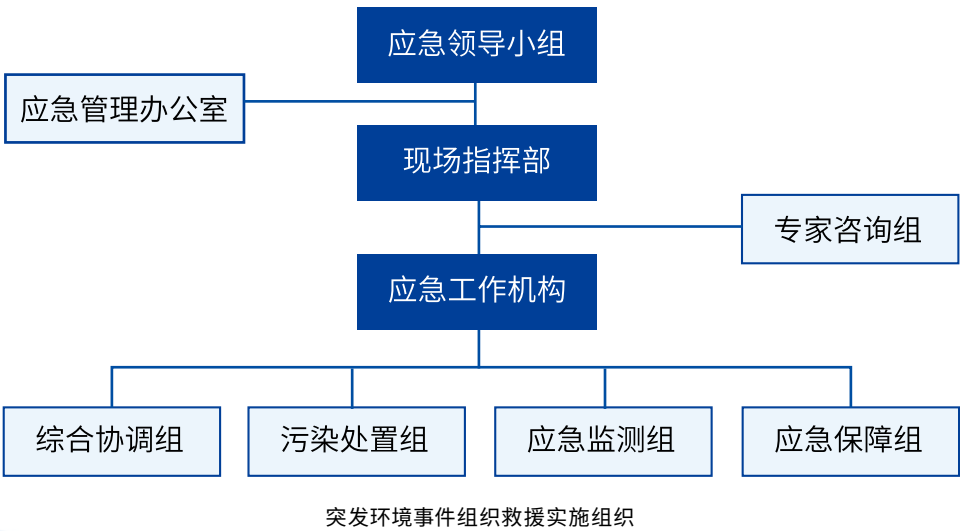 应急领导小组
应急管理办公室
现场指挥部
专家咨询组
应急工作机构
综合协调组
污染处置组
应急监测组
应急保障组
突发环境事件组织救援实施组织